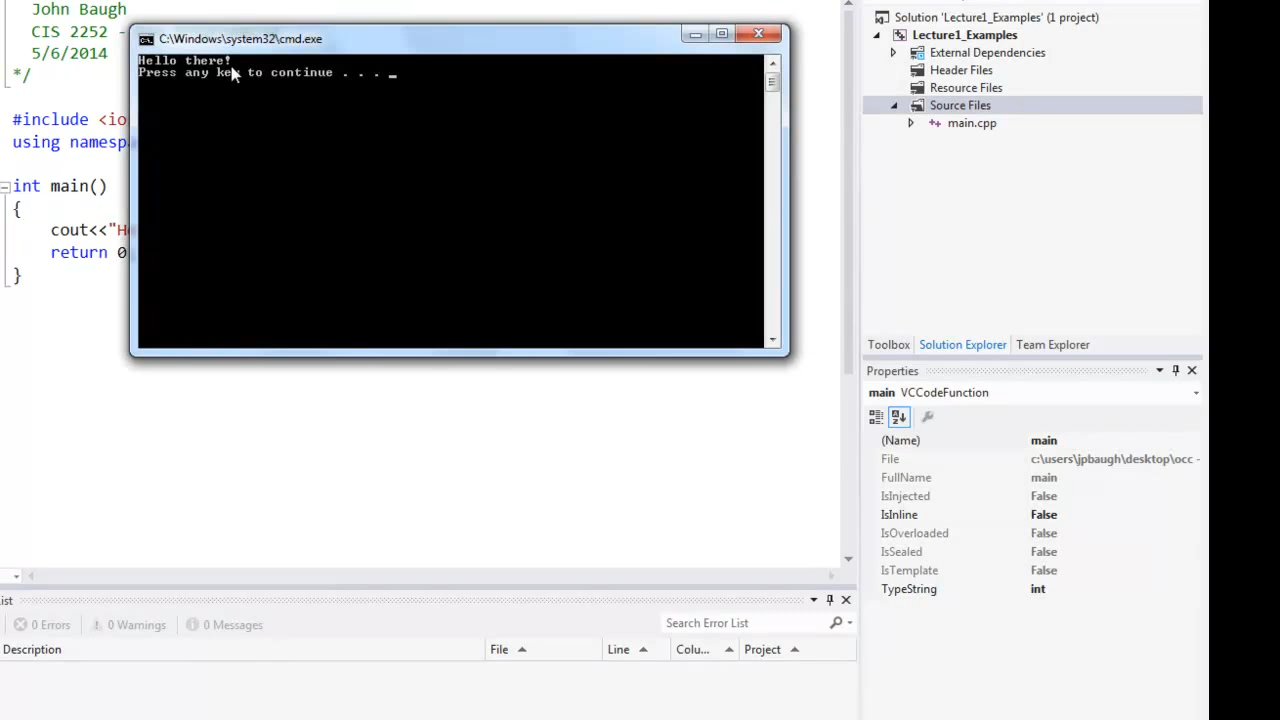 John Baugh
CIS 2252 -
5/6/2014
*/
#include <io
using namesp
int main()
{
cout<<"He
return 0
}
C:\Windows\system32\cmd.exe
Hello there!
Press any key to continue . . . _
Solution 'Lecture1_Examples' (1 project)
Lecture1_Examples
External Dependencies
Header Files
Resource Files
Source Files
main.cpp
Toolbox
Solution Explorer
Team Explorer
Properties
main VCCodeFunction
(Name) main
File c:\users\jpbaugh\desktop\occ -
FullName main
IsInjected False
IsInline False
IsOverloaded False
IsSealed False
IsTemplate False
TypeString int
ist
0 Errors
0 Warnings
0 Messages
Search Error List
Description
File
Line
Colu...
Project